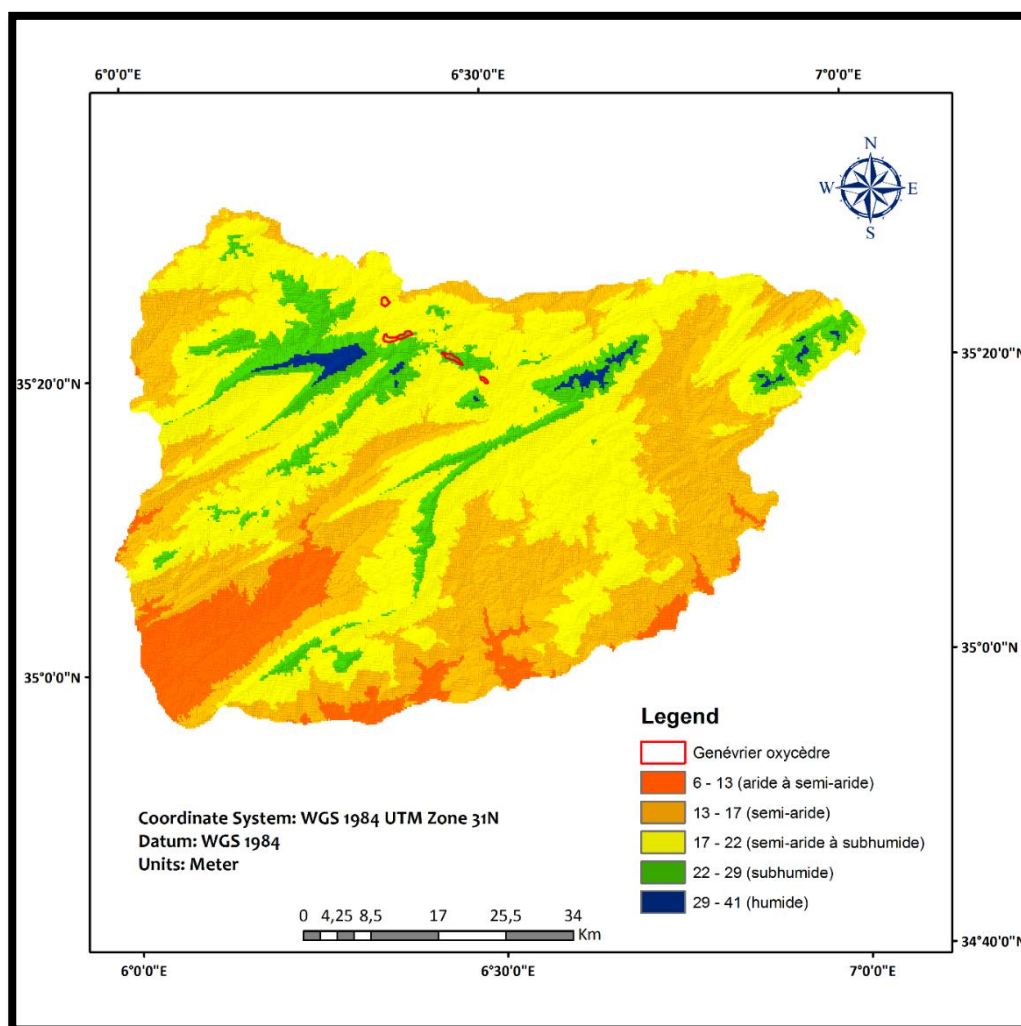 6°0'0"E 6°30'0"E 7°0'0"E
N
W E
S
35°20'0"N
35°20'0"N
35°0'0"N
35°0'0"N
Legend
Genévrier oxycèdre
6 - 13 (aride à semi-aride)
13 - 17 (semi-aride)
17 - 22 (semi-aride à subhumide)
22 - 29 (subhumide)
29 - 41 (humide)
Coordinate System: WGS 1984 UTM Zone 31N
Datum: WGS 1984
Units: Meter
0 4,25 8,5 17 25,5 34
Km
34°40'0"N
6°0'0"E 6°30'0"E 7°0'0"E